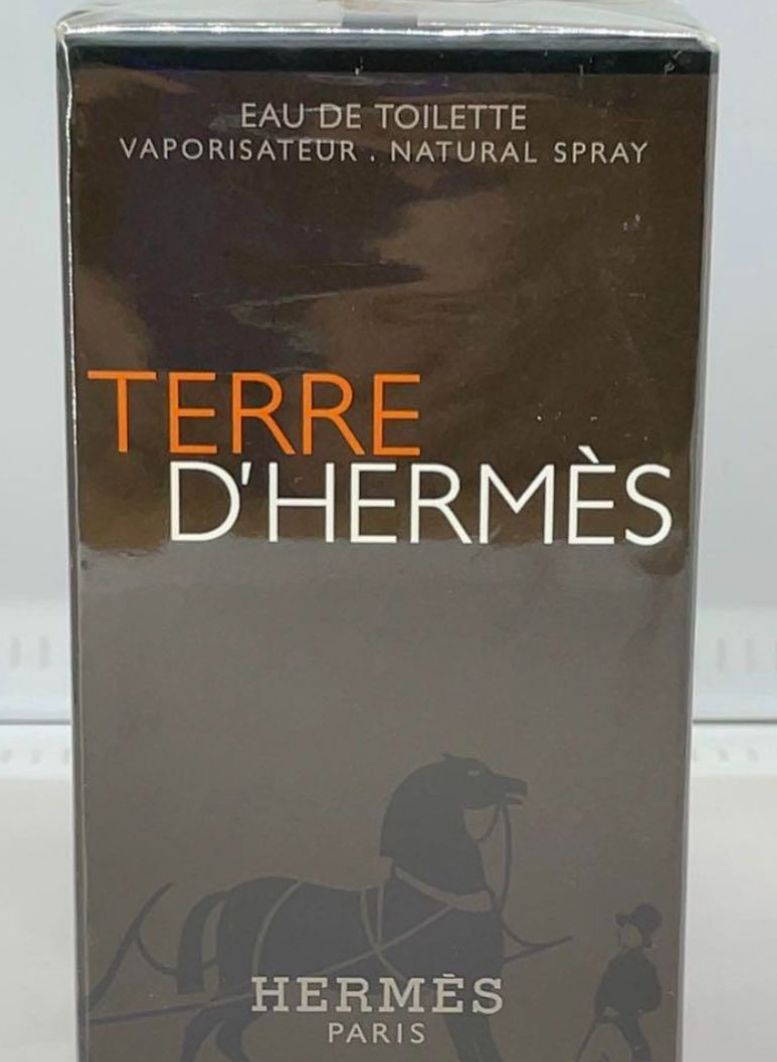 EAU DE TOILETTE
VAPORISATEUR . NATURAL SPRAY
TERRE
D'HERMÈS
HERMÈS
PARIS